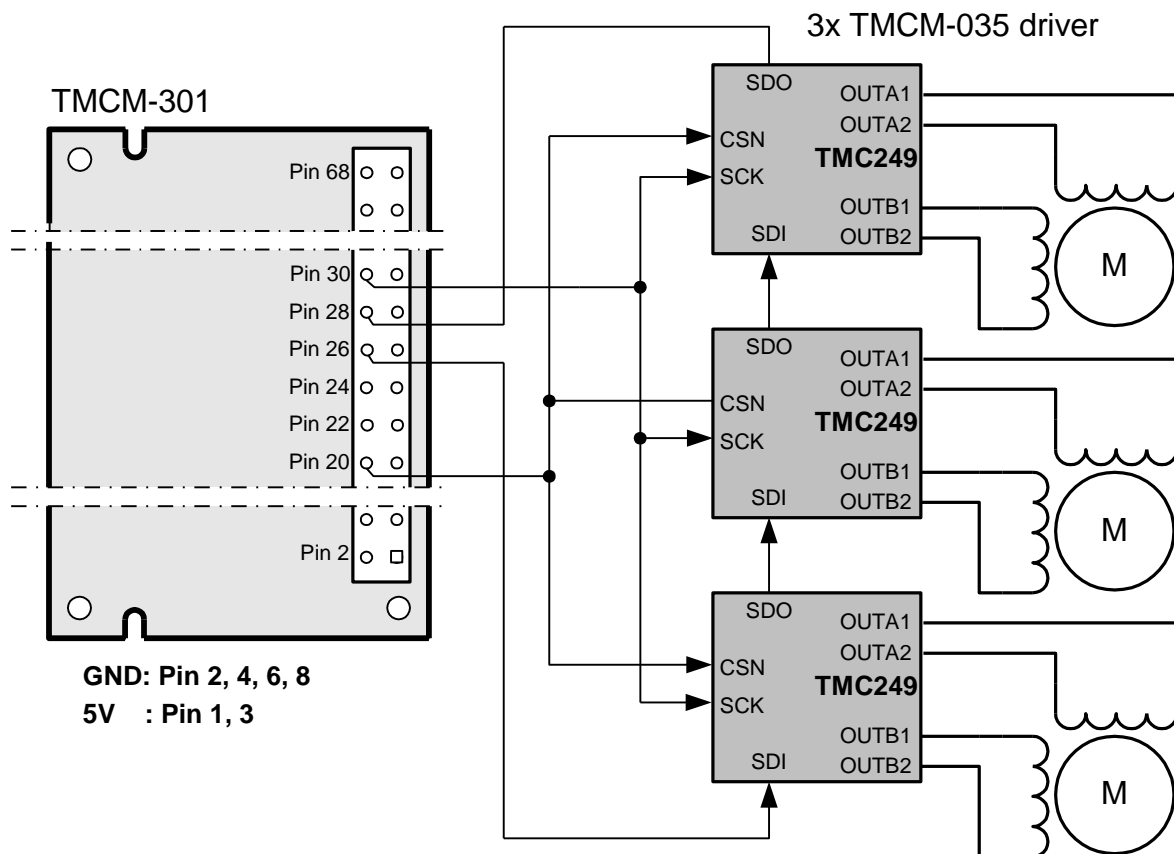 3x TMCM-035 driver
TMCM-301
Pin 68
Pin 30
Pin 28
Pin 26
Pin 24
Pin 22
Pin 20
Pin 2
GND: Pin 2, 4, 6, 8
5V : Pin 1, 3
SDO
OUTA1
OUTA2
CSN
TMC249
SCK
OUTB1
SDI
OUTB2
M
SDO
OUTA1
OUTA2
CSN
TMC249
SCK
OUTB1
SDI
OUTB2
M
SDO
OUTA1
OUTA2
CSN
TMC249
SCK
OUTB1
SDI
OUTB2
M